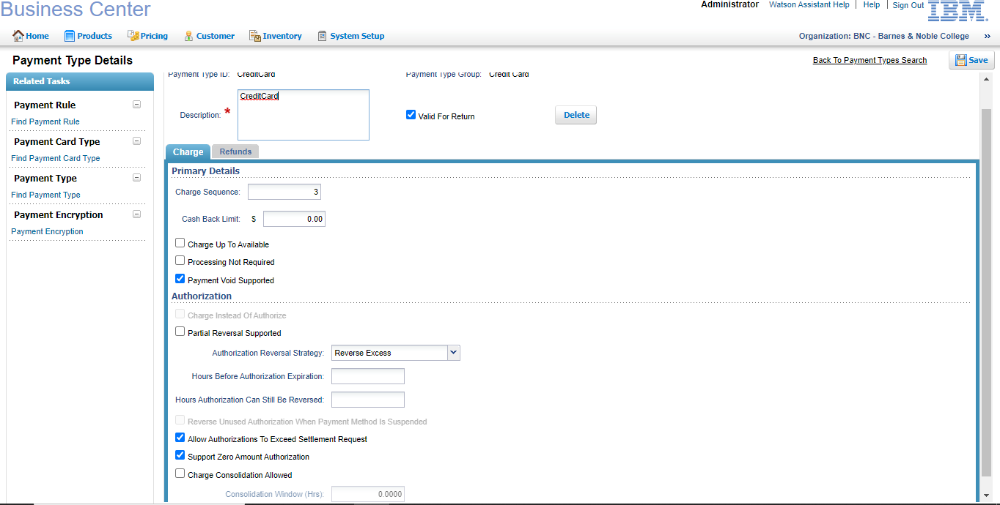 Business Center
Administrator Watson Assistant Help Help Sign Out IBM
Home Products Pricing Customer Inventory System Setup
Organization: BNC - Barnes & Noble College »
Payment Type Details
Back To Payment Types Search Save
Related Tasks
Payment Rule
Find Payment Rule
Payment Card Type
Find Payment Card Type
Payment Type
Find Payment Type
Payment Encryption
Payment Encryption
Payment Type ID: CreditCard Payment Type Group: Credit Card
Description: * CreditCard Valid For Return Delete
Charge Refunds
Primary Details
Charge Sequence: 3
Cash Back Limit: $ 0.00
Charge Up To Available
Processing Not Required
Payment Void Supported
Authorization
Charge Instead Of Authorize
Partial Reversal Supported
Authorization Reversal Strategy: Reverse Excess
Hours Before Authorization Expiration:
Hours Authorization Can Still Be Reversed:
Reverse Unused Authorization When Payment Method Is Suspended
Allow Authorizations To Exceed Settlement Request
Support Zero Amount Authorization
Charge Consolidation Allowed
Consolidation Window (Hrs): 0.0000